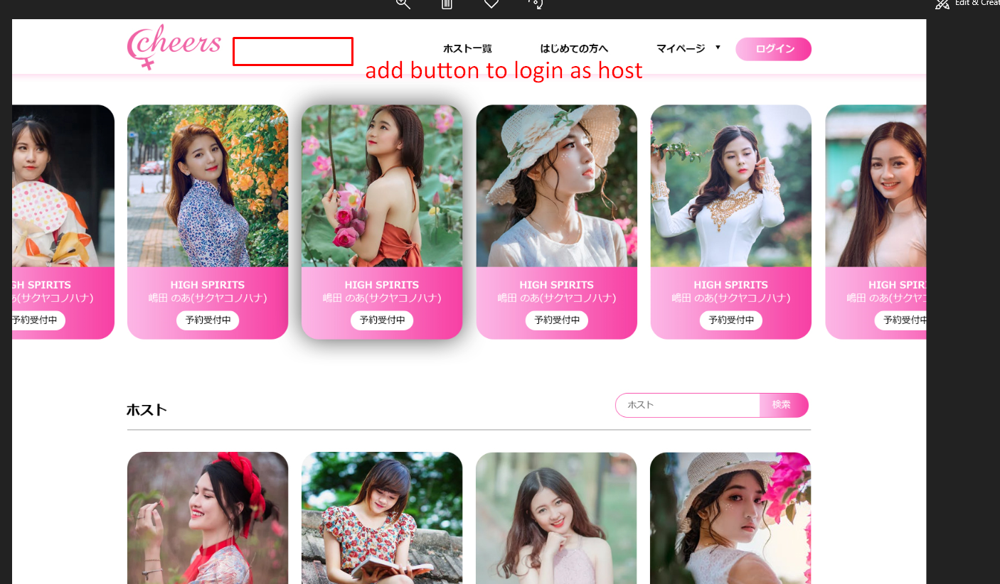 Edit & Creat
cheers
ホスト一覧
はじめての方へ
マイページ ▼
ログイン
add button to login as host
GH SPIRITS
あ(サクヤコノハナ)
予約受付中
HIGH SPIRITS
嶋田 のあ(サクヤコノハナ)
予約受付中
HIGH SPIRITS
嶋田 のあ(サクヤコノハナ)
予約受付中
HIGH SPIRITS
嶋田 のあ(サクヤコノハナ)
予約受付中
HIGH SPIRITS
嶋田 のあ(サクヤコノハナ)
予約受付中
HIGH SPIR
嶋田 のあ(サクヤコ
予約受付中
ホスト
ホスト
検索